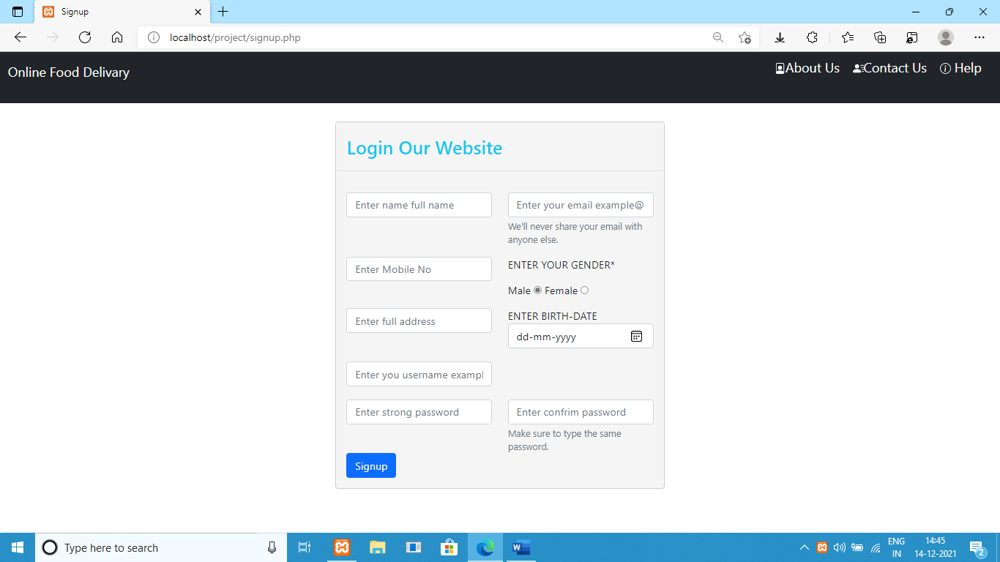 Signup
localhost/project/signup.php
Online Food Delivary
About Us Contact Us Help
Login Our Website
Enter name full name
Enter your email example@
We'll never share your email with
anyone else.
Enter Mobile No
ENTER YOUR GENDER*
Male Female
Enter full address
ENTER BIRTH-DATE
dd-mm-yyyy
Enter you username exampl
Enter strong password
Enter confrim password
Make sure to type the same
password.
Signup
Type here to search
ENG
IN
14:45
14-12-2021
2